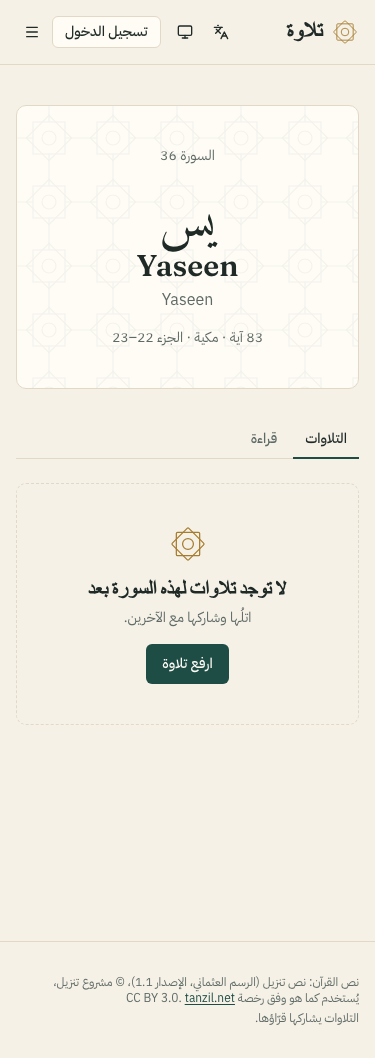 تلاوة
تسجيل الدخول
السورة 36
يس
Yaseen
Yaseen
83 آية · مكية · الجزء 22–23
التلاوات
قراءة
لا توجد تلاوات لهذه السورة بعد
اتلُها وشاركها مع الآخرين.
ارفع تلاوة
نص القرآن: نص تنزيل (الرسم العثماني، الإصدار 1.1)، © مشروع تنزيل،
يُستخدم كما هو وفق رخصة CC BY 3.0. tanzil.net
التلاوات يشاركها قرّاؤها.